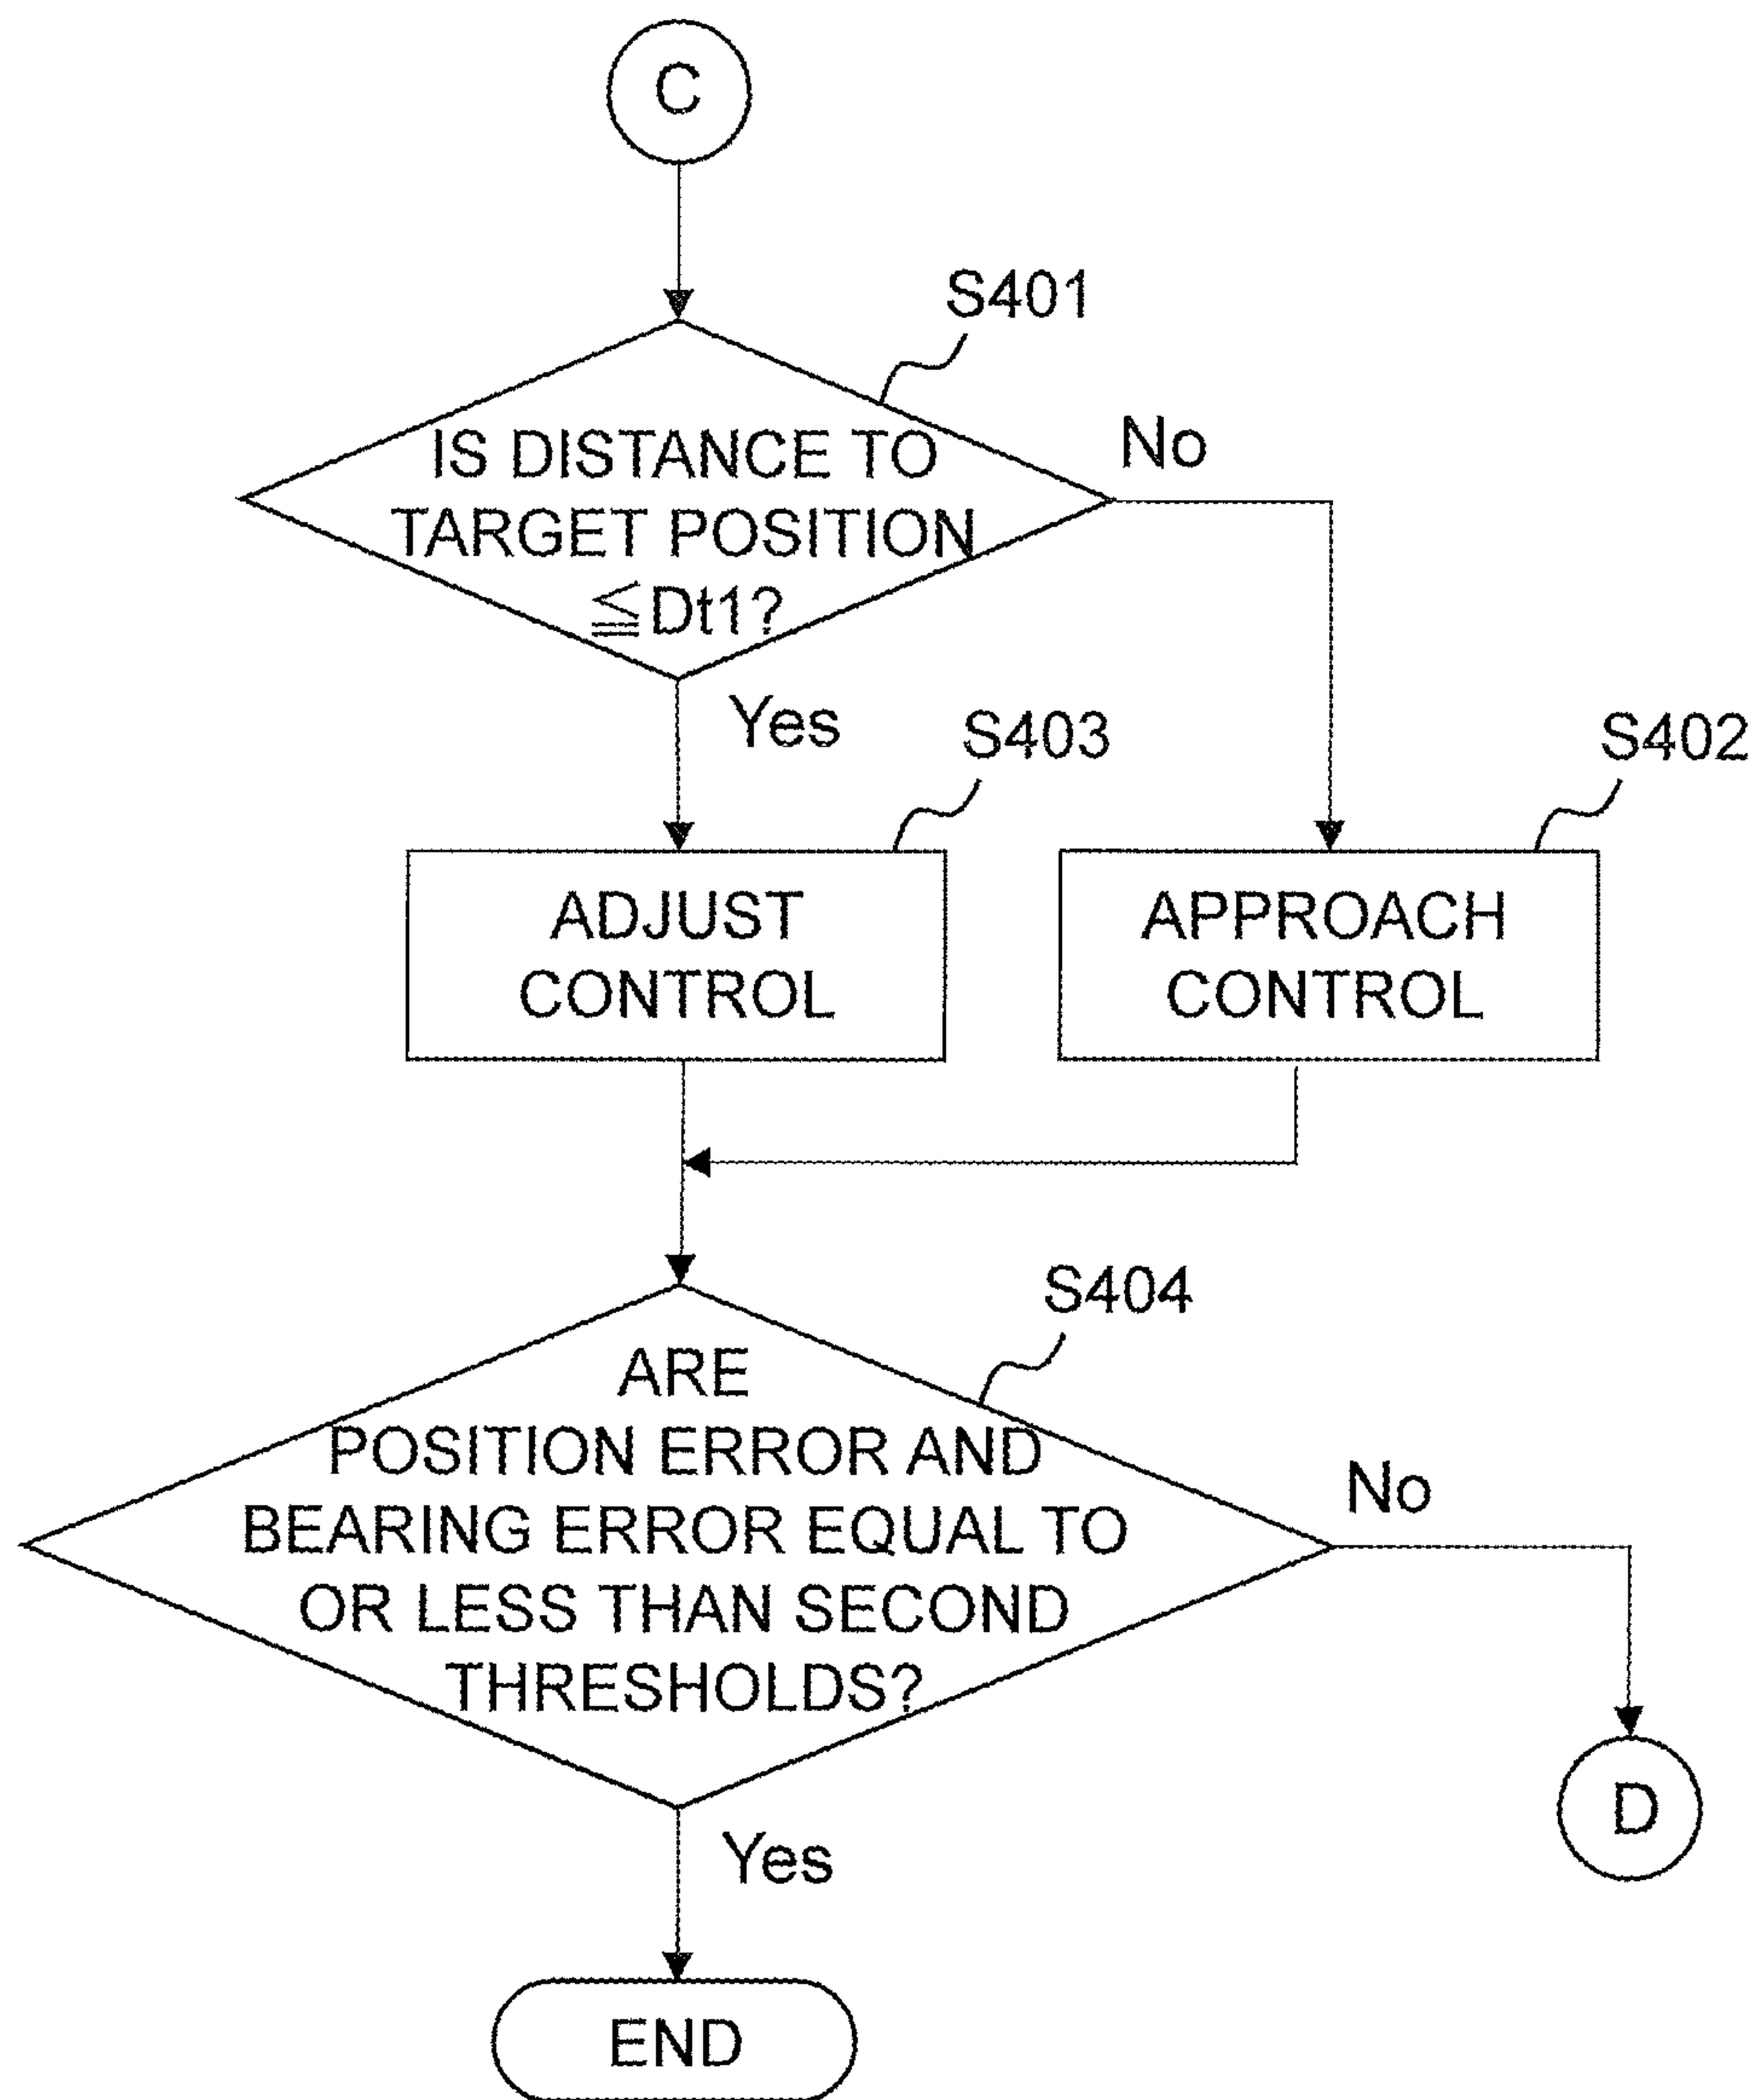 C
S401
IS DISTANCE TO
TARGET POSITION
≦Dt1?
No
Yes
S403
S402
ADJUST
CONTROL
APPROACH
CONTROL
S404
ARE
POSITION ERROR AND
BEARING ERROR EQUAL TO
OR LESS THAN SECOND
THRESHOLDS?
No
D
Yes
END